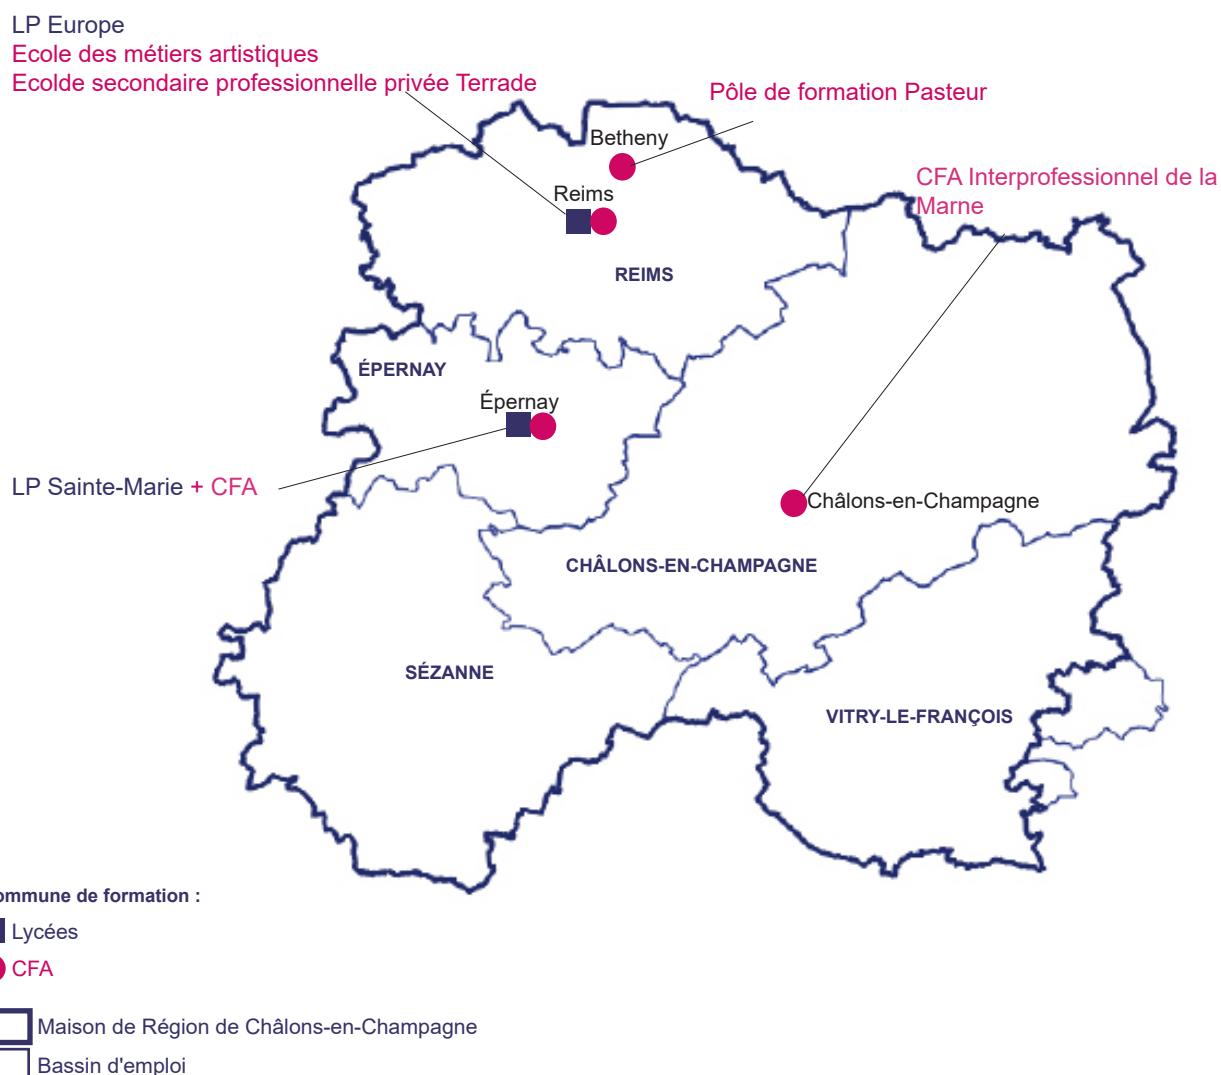 LP Europe
Ecole des métiers artistiques
Ecolde secondaire professionnelle privée Terrade
Pôle de formation Pasteur
Betheny
CFA Interprofessionnel de la
Marne
Reims
REIMS
ÉPERNAY
Épernay
LP Sainte-Marie + CFA
Châlons-en-Champagne
CHÂLONS-EN-CHAMPAGNE
SÉZANNE
VITRY-LE-FRANÇOIS
ommune de formation :
Lycées
CFA
Maison de Région de Châlons-en-Champagne
Bassin d'emploi